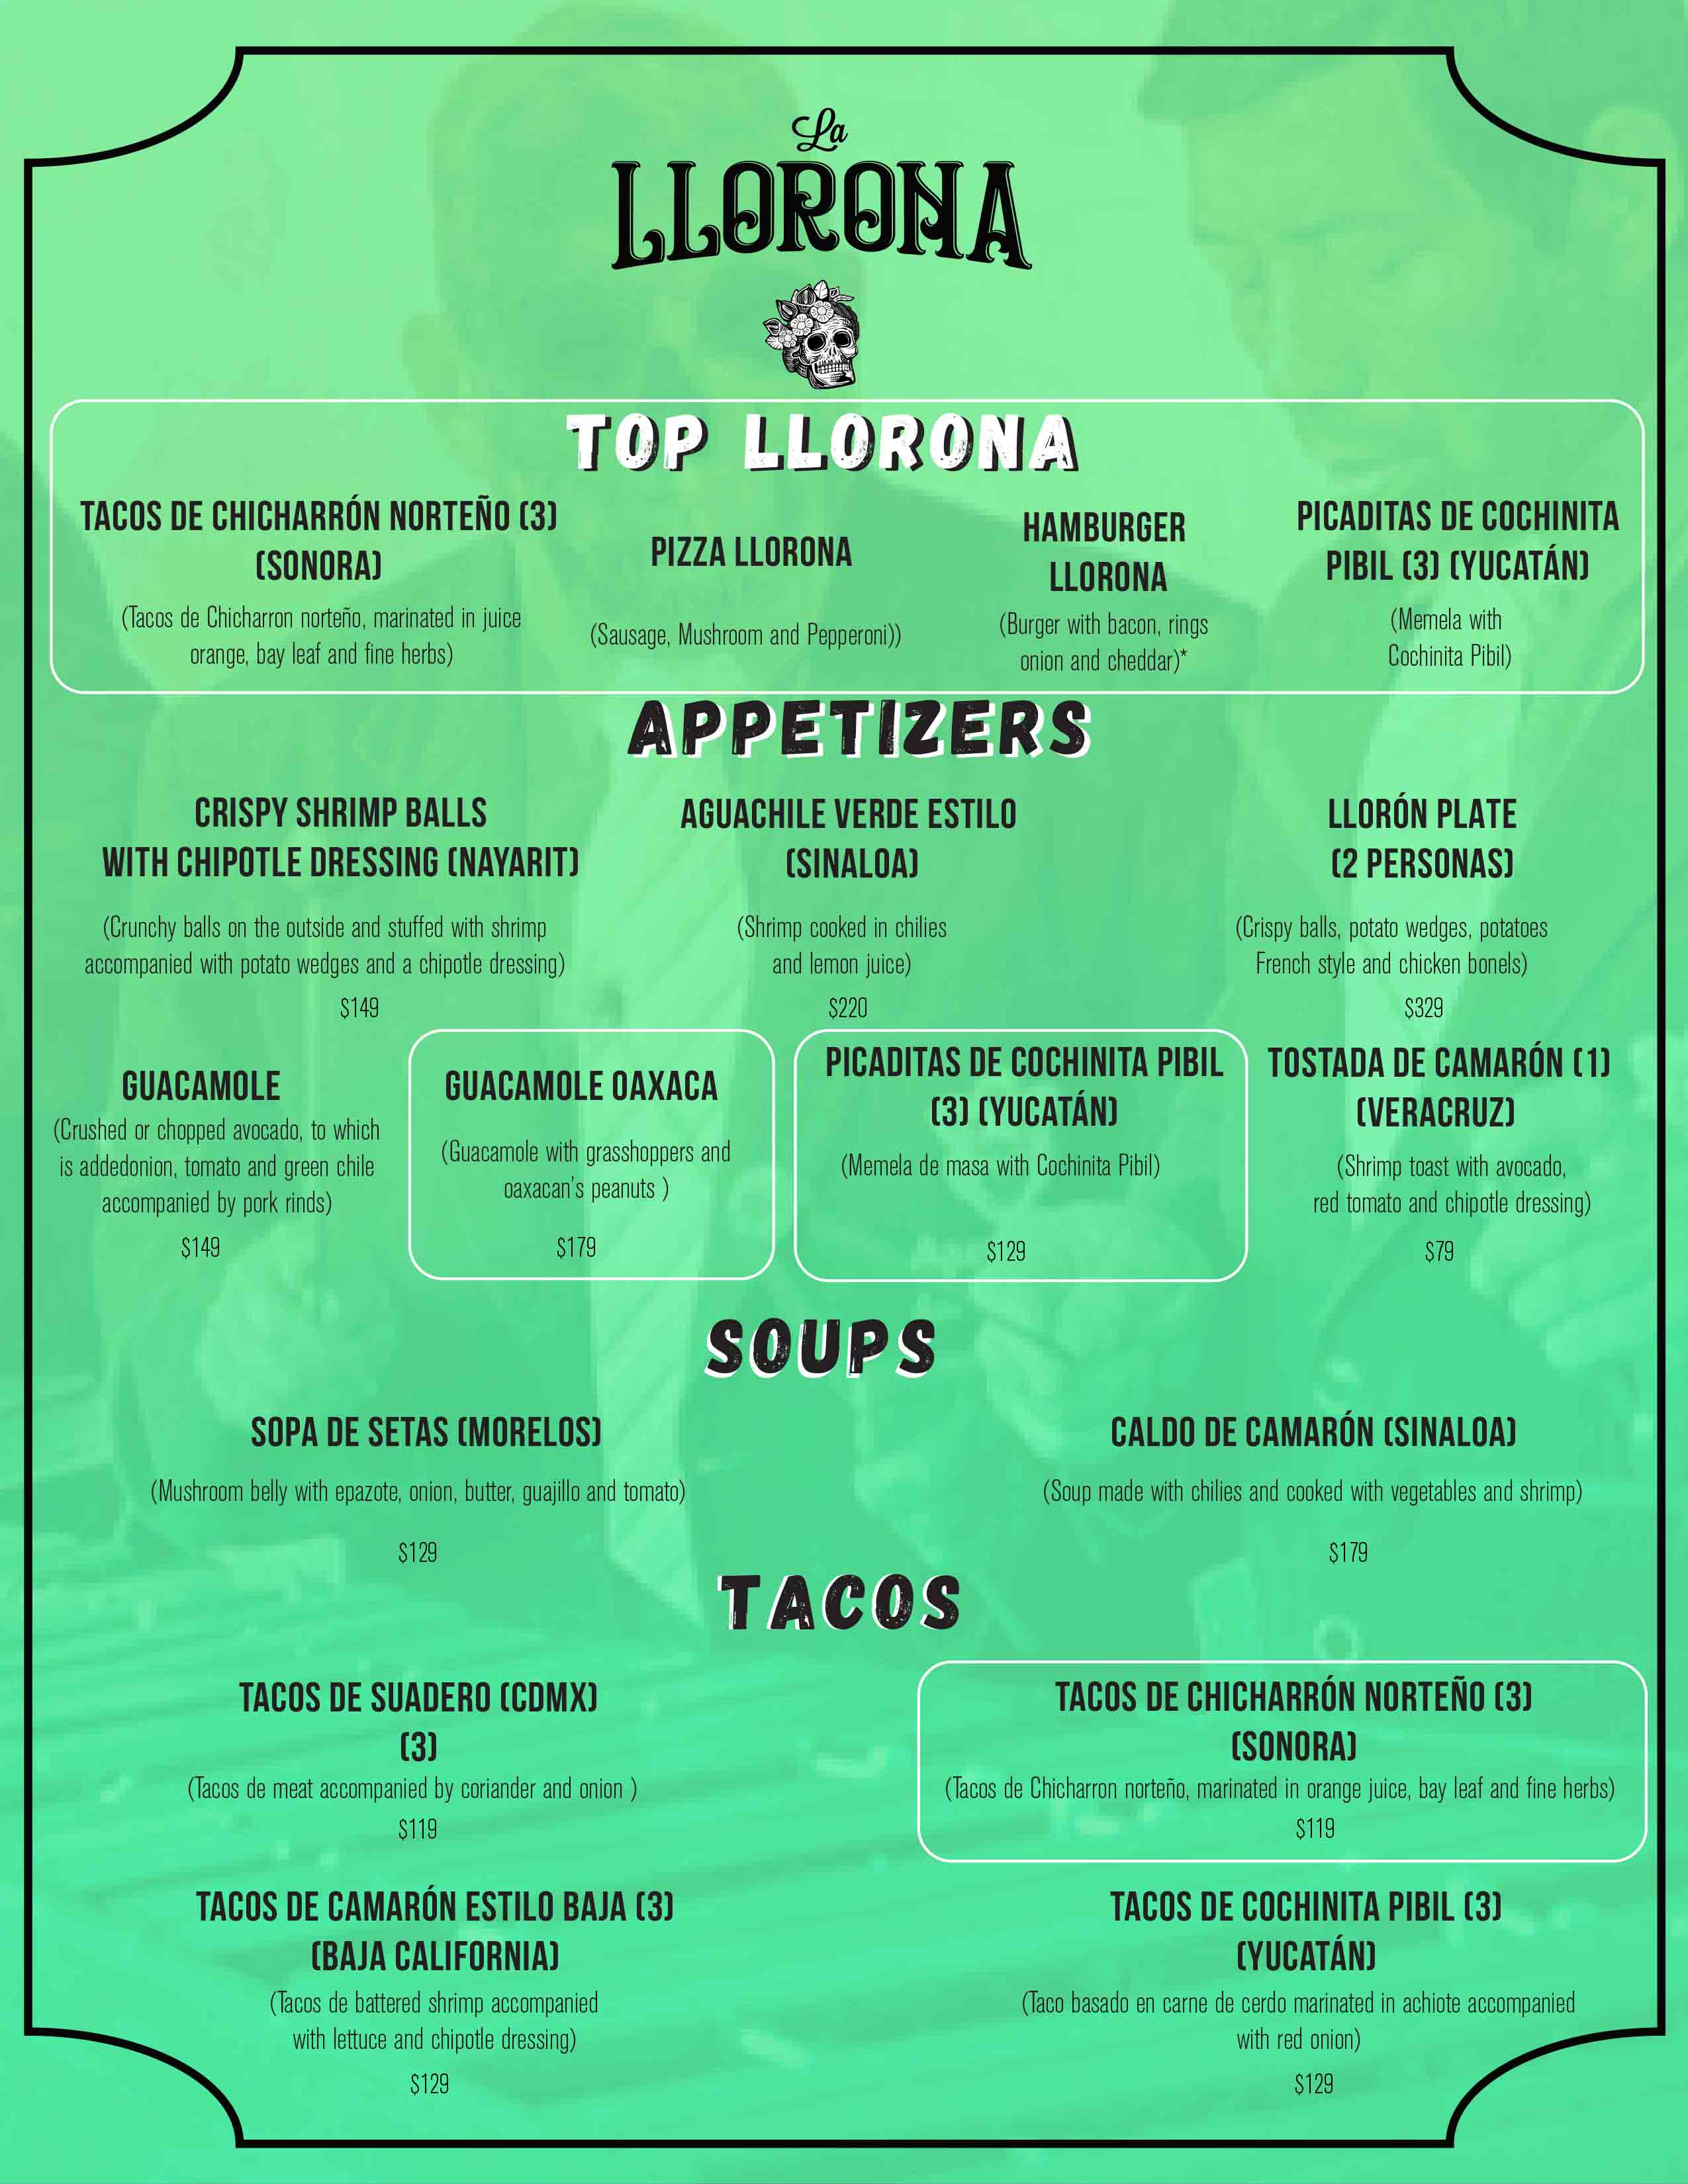 La
LLORONA
TOP LLORONA
TACOS DE CHICHARRÓN NORTEÑO (3)
(SONORA)
(Tacos de Chicharron norteño, marinated in juice
orange, bay leaf and fine herbs)
PIZZA LLORONA
(Sausage, Mushroom and Pepperoni))
HAMBURGER
LLORONA
(Burger with bacon, rings
onion and cheddar)*
PICADITAS DE COCHINITA
PIBIL (3) (YUCATÁN)
(Memela with
Cochinita Pibil)
APPETIZERS
CRISPY SHRIMP BALLS
WITH CHIPOTLE DRESSING (NAYARIT)
(Crunchy balls on the outside and stuffed with shrimp
accompanied with potato wedges and a chipotle dressing)
$149
AGUACHILE VERDE ESTILO
(SINALOA)
(Shrimp cooked in chilies
and lemon juice)
$220
LLORÓN PLATE
(2 PERSONAS)
(Crispy balls, potato wedges, potatoes
French style and chicken bonels)
$329
GUACAMOLE
(Crushed or chopped avocado, to which
is addedonion, tomato and green chile
accompanied by pork rinds)
$149
GUACAMOLE OAXACA
(Guacamole with grasshoppers and
oaxacan's peanuts )
$179
PICADITAS DE COCHINITA PIBIL
(3) (YUCATÁN)
(Memela de masa with Cochinita Pibil)
$129
TOSTADA DE CAMARÓN (1)
(VERACRUZ)
(Shrimp toast with avocado,
red tomato and chipotle dressing)
$79
SOUPS
SOPA DE SETAS (MORELOS)
(Mushroom belly with epazote, onion, butter, guajillo and tomato)
$129
CALDO DE CAMARÓN (SINALOA)
(Soup made with chilies and cooked with vegetables and shrimp)
$179
TACOS
TACOS DE SUADERO (CDMX)
(3)
(Tacos de meat accompanied by coriander and onion )
$119
TACOS DE CHICHARRÓN NORTEÑO (3)
(SONORA)
(Tacos de Chicharron norteño, marinated in orange juice, bay leaf and fine herbs)
$119
TACOS DE CAMARÓN ESTILO BAJA (3)
(BAJA CALIFORNIA)
(Tacos de battered shrimp accompanied
with lettuce and chipotle dressing)
$129
TACOS DE COCHINITA PIBIL (3)
(YUCATÁN)
(Taco basado en carne de cerdo marinated in achiote accompanied
with red onion)
$129